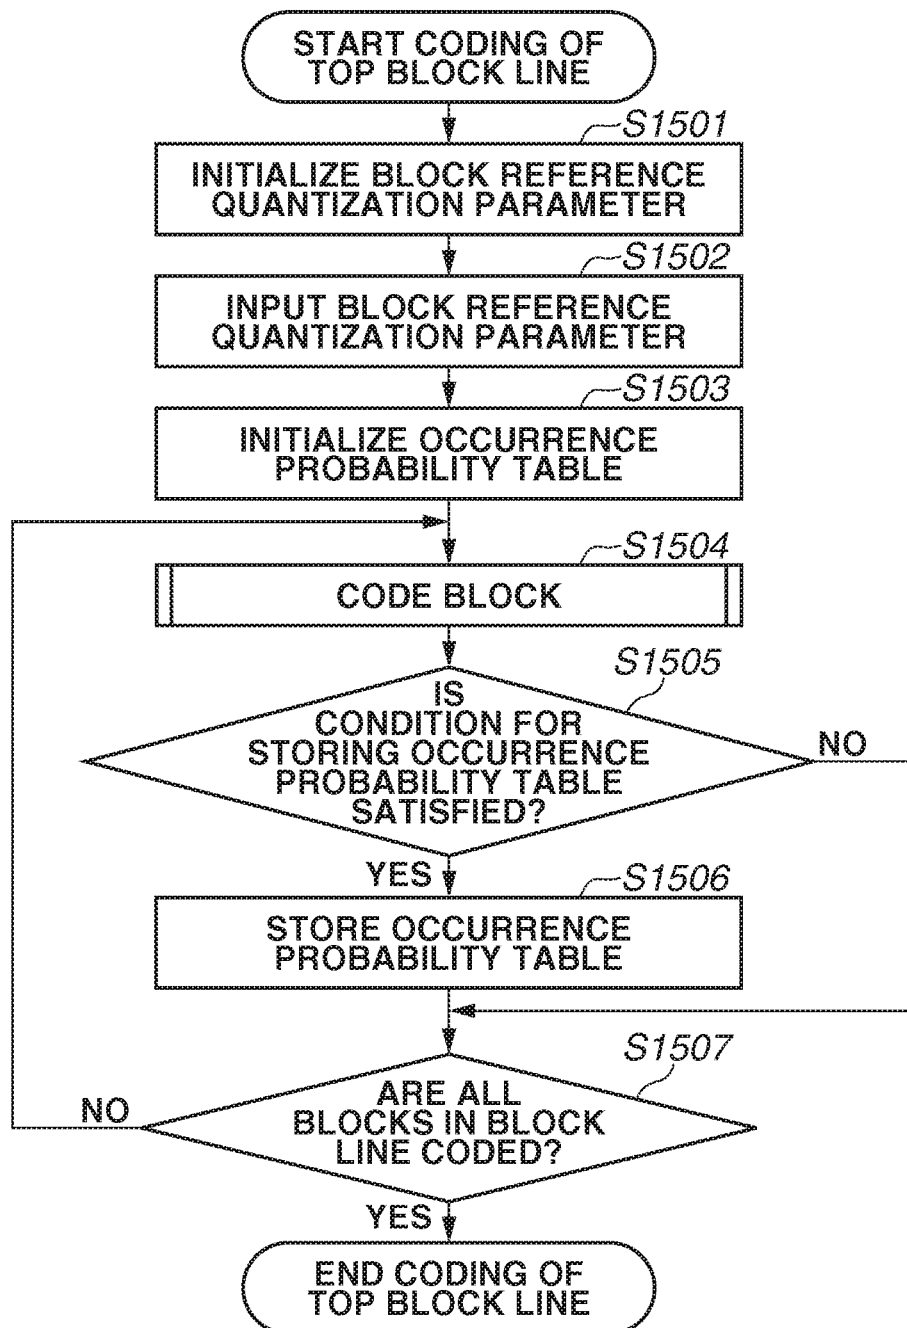 START CODING OF
TOP BLOCK LINE
S1501
INITIALIZE BLOCK REFERENCE
QUANTIZATION PARAMETER
S1502
INPUT BLOCK REFERENCE
QUANTIZATION PARAMETER
S1503
INITIALIZE OCCURRENCE
PROBABILITY TABLE
S1504
CODE BLOCK
S1505
IS
CONDITION FOR
STORING OCCURRENCE
PROBABILITY TABLE
SATISFIED?
NO
YES
S1506
STORE OCCURRENCE
PROBABILITY TABLE
S1507
ARE ALL
BLOCKS IN BLOCK
LINE CODED?
NO
YES
END CODING OF
TOP BLOCK LINE